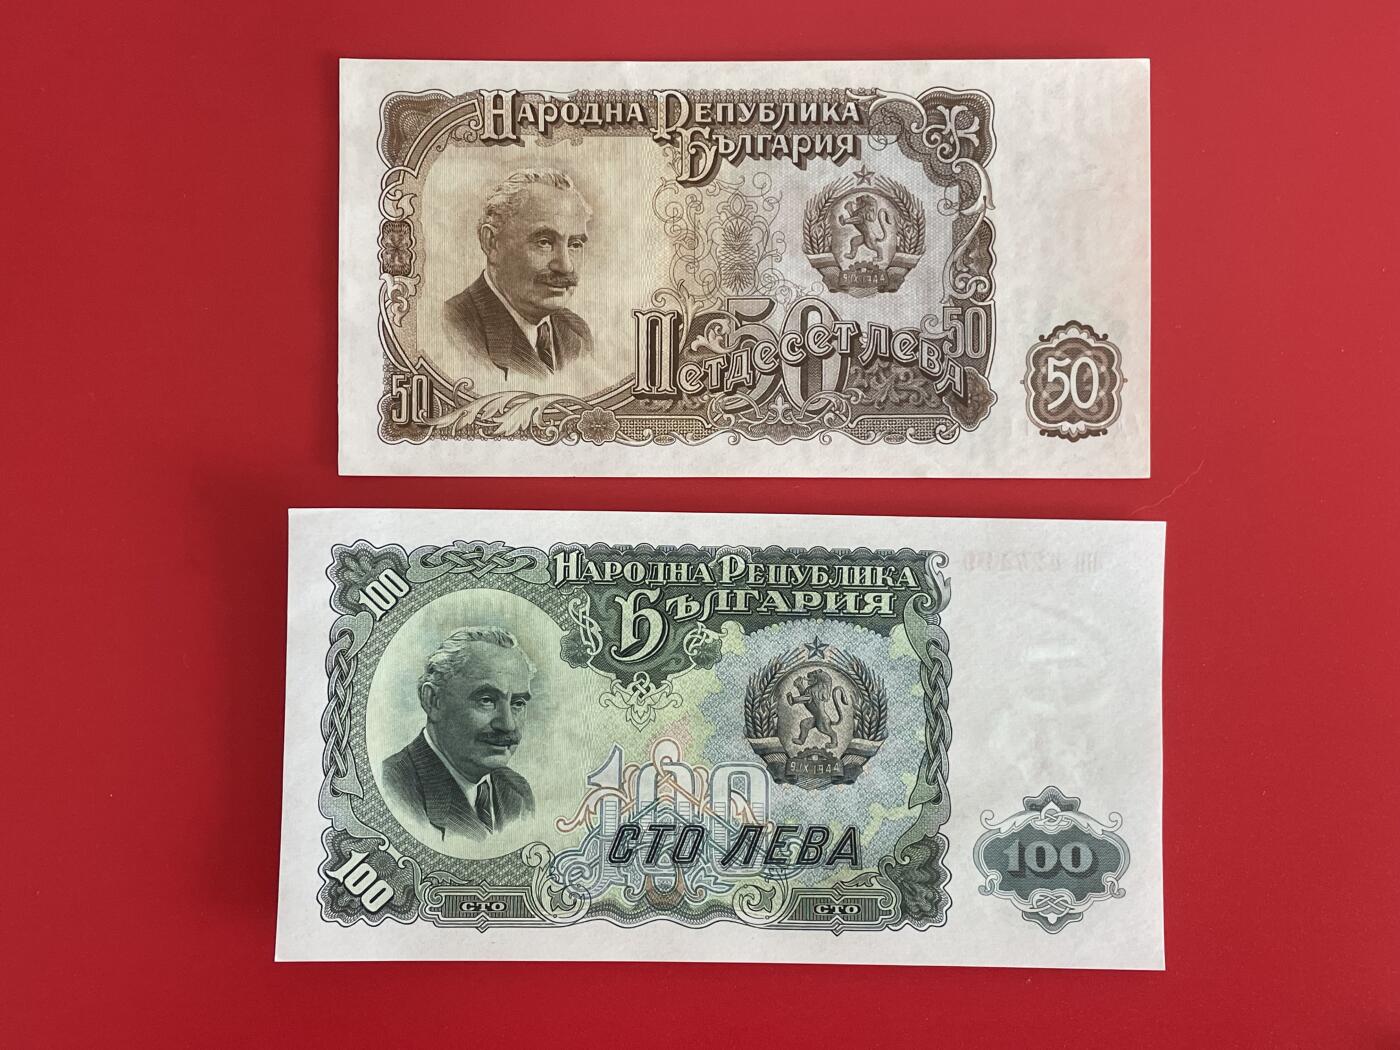 Народна Република
България
9 IX 1944
50
Петдесет лева
50
50
50
100
Народна Република
България
9 IX 1944
100
СТО ЛЕВА
100
100
СТО
СТО